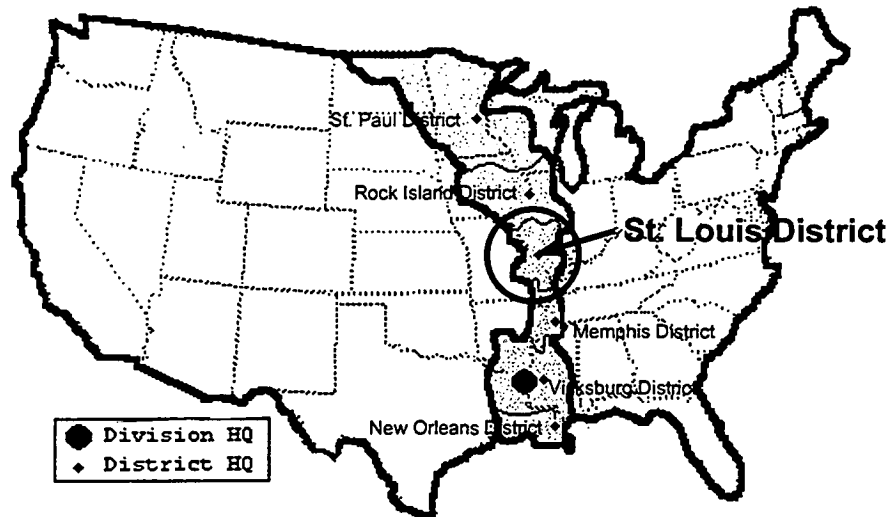 St. Paul District
Rock Island District
St. Louis District
Memphis District
Vicksburg District
New Orleans District
Division HQ
District HQ